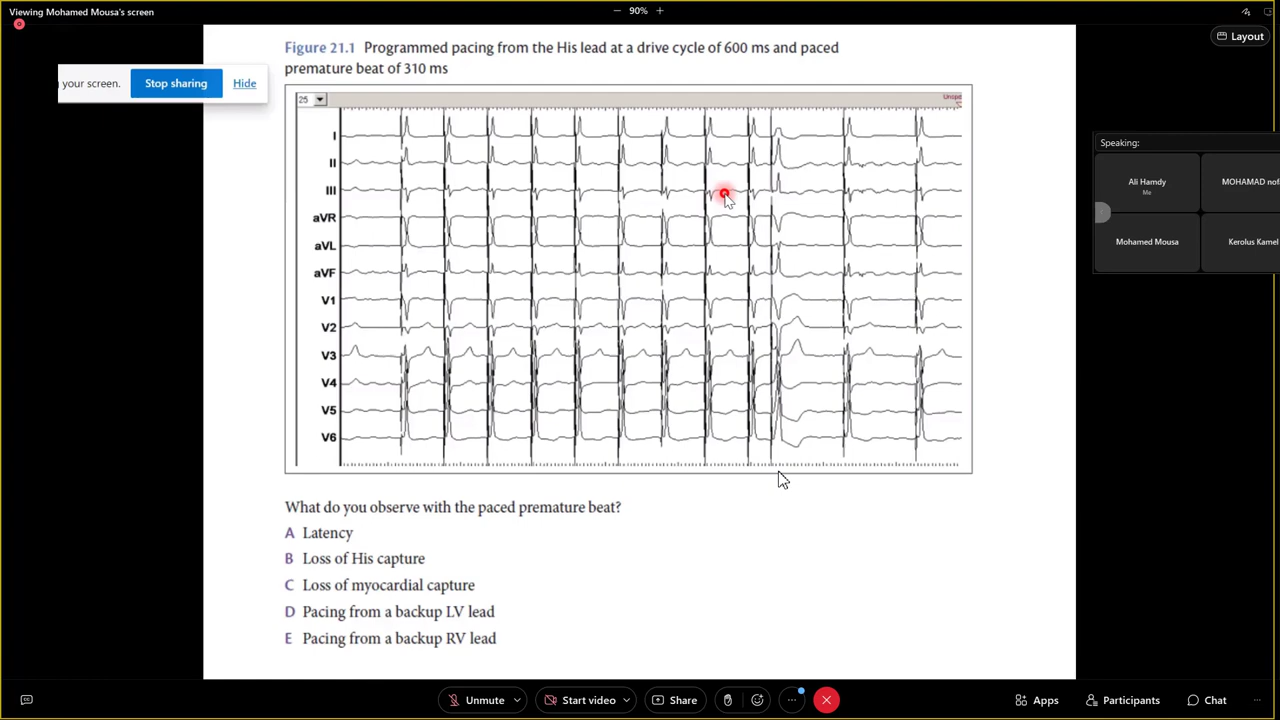 Viewing Mohamed Mousa's screen
90%
Layout
your screen.
Stop sharing
Hide
Figure 21.1 Programmed pacing from the His lead at a drive cycle of 600 ms and paced
premature beat of 310 ms
25
Unspe
I
II
III
aVR
aVL
aVF
V1
V2
V3
V4
V5
V6
Speaking:
Ali Hamdy
Me
MOHAMAD nof
Mohamed Mousa
Kerolus Kamel
What do you observe with the paced premature beat?
A Latency
B Loss of His capture
C Loss of myocardial capture
D Pacing from a backup LV lead
E Pacing from a backup RV lead
Unmute
Start video
Share
Apps
Participants
Chat